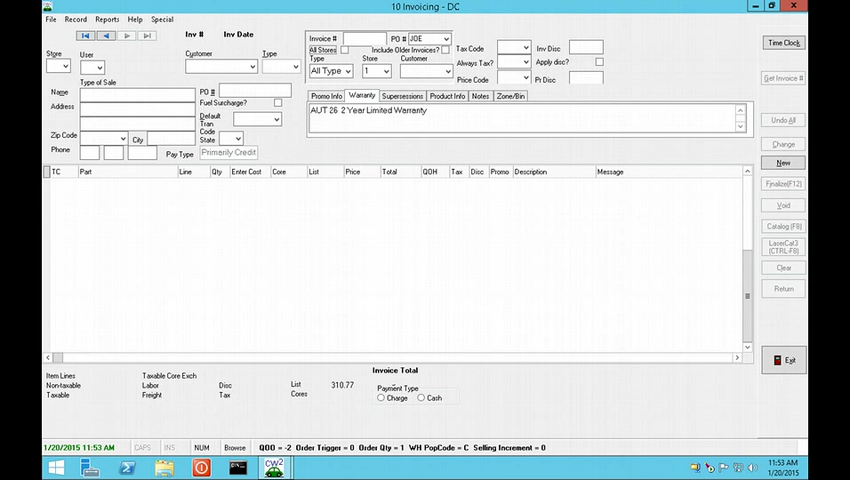 10 Invoicing - DC
File Record Reports Help Special
Inv # Inv Date
Invoice # PO # JOE
All Stores Include Older Invoices?
Type Store Customer
All Type 1
Tax Code Inv Disc
Always Tax? Apply disc?
Price Code Pr Disc
Time Clock
Store User Customer Type
Type of Sale
Name PO #
Address Fuel Surcharge?
Default Tran Code
Zip Code City State
Phone Pay Type Primarily Credit
Promo Info Warranty Supersessions Product Info Notes Zone/Bin
AUT 26 2 Year Limited Warranty
Get Invoice #
Undo All
Change
New
Finalize(F12)
Void
Catalog (F8)
LaserCat3 (CTRL-F8)
Clear
Return
Exit
TC Part Line Qty Enter Cost Core List Price Total QOH Tax Disc Promo Description Message
Invoice Total
Item Lines Taxable Core Exch
Non-taxable Labor Disc List 310.77 Payment Type
Taxable Freight Tax Cores Charge Cash
1/20/2015 11:53 AM CAPS INS NUM Browse QOO = -2 Order Trigger = 0 Order Qty = 1 WH PopCode = C Selling Increment = 0
CW2
11:53 AM
1/20/2015